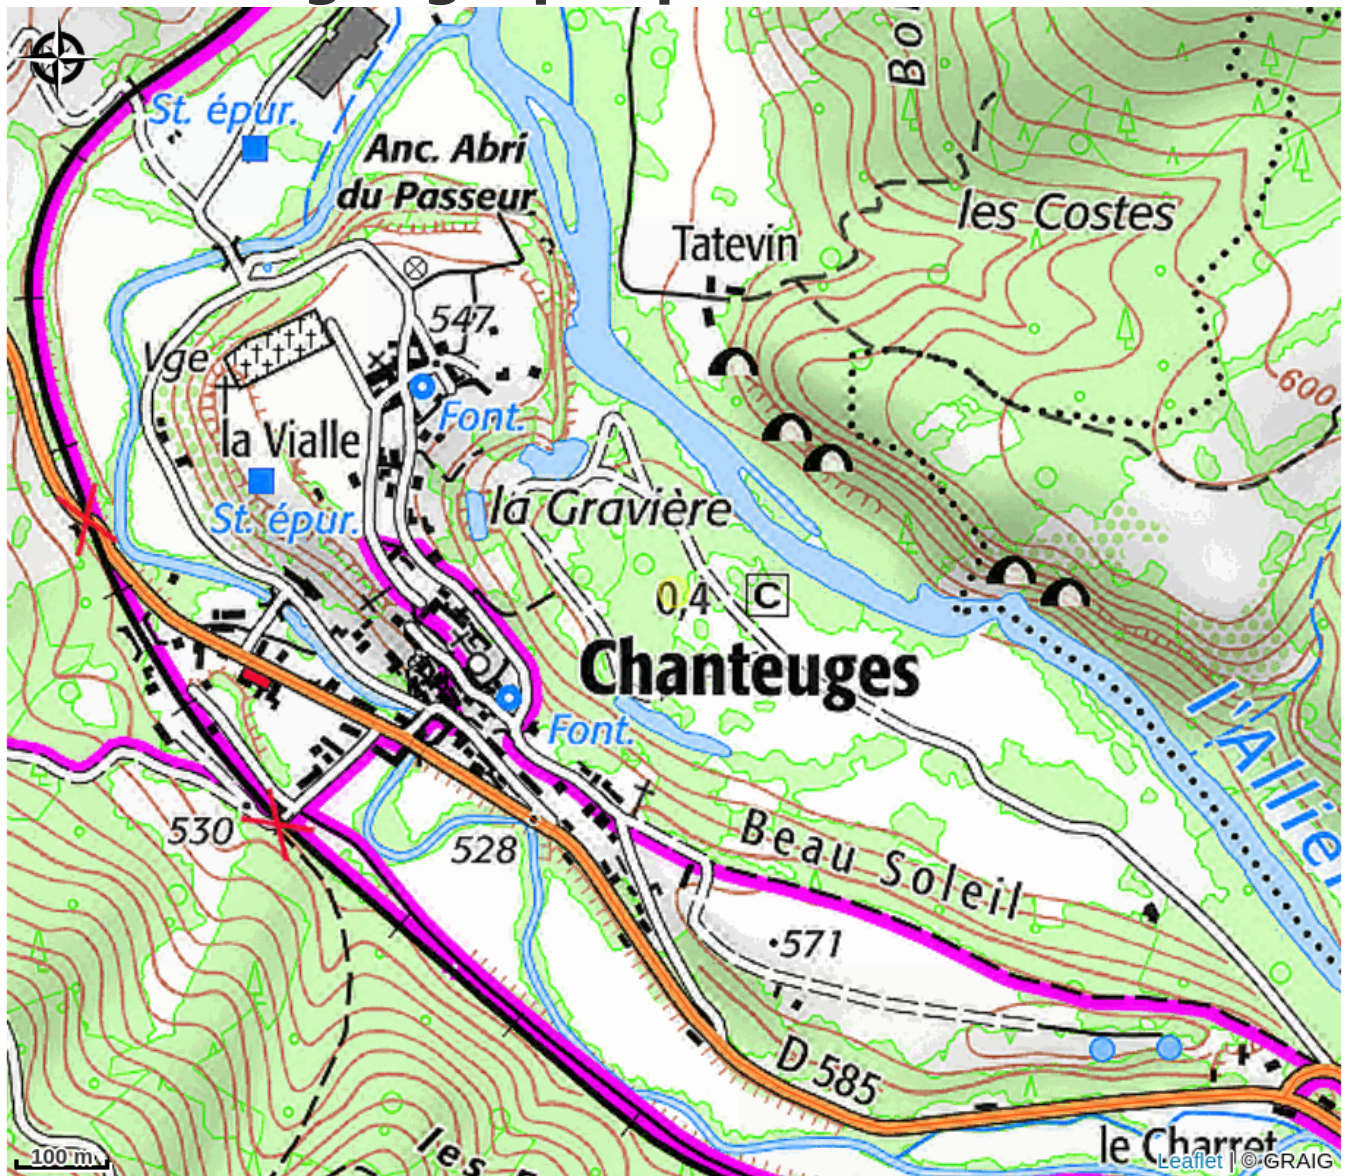 St. épur.
Anc. Abri
du Passeur
les Costes
Tatevin
547
Vge
Font.
la Vialle
600
St. épur.
la Gravière
0,4 C
Chanteuges
l'Allier
Font.
530
528
Beau Soleil
571
D 585
les
le Charret
100 m
Leaflet | © GRAIG